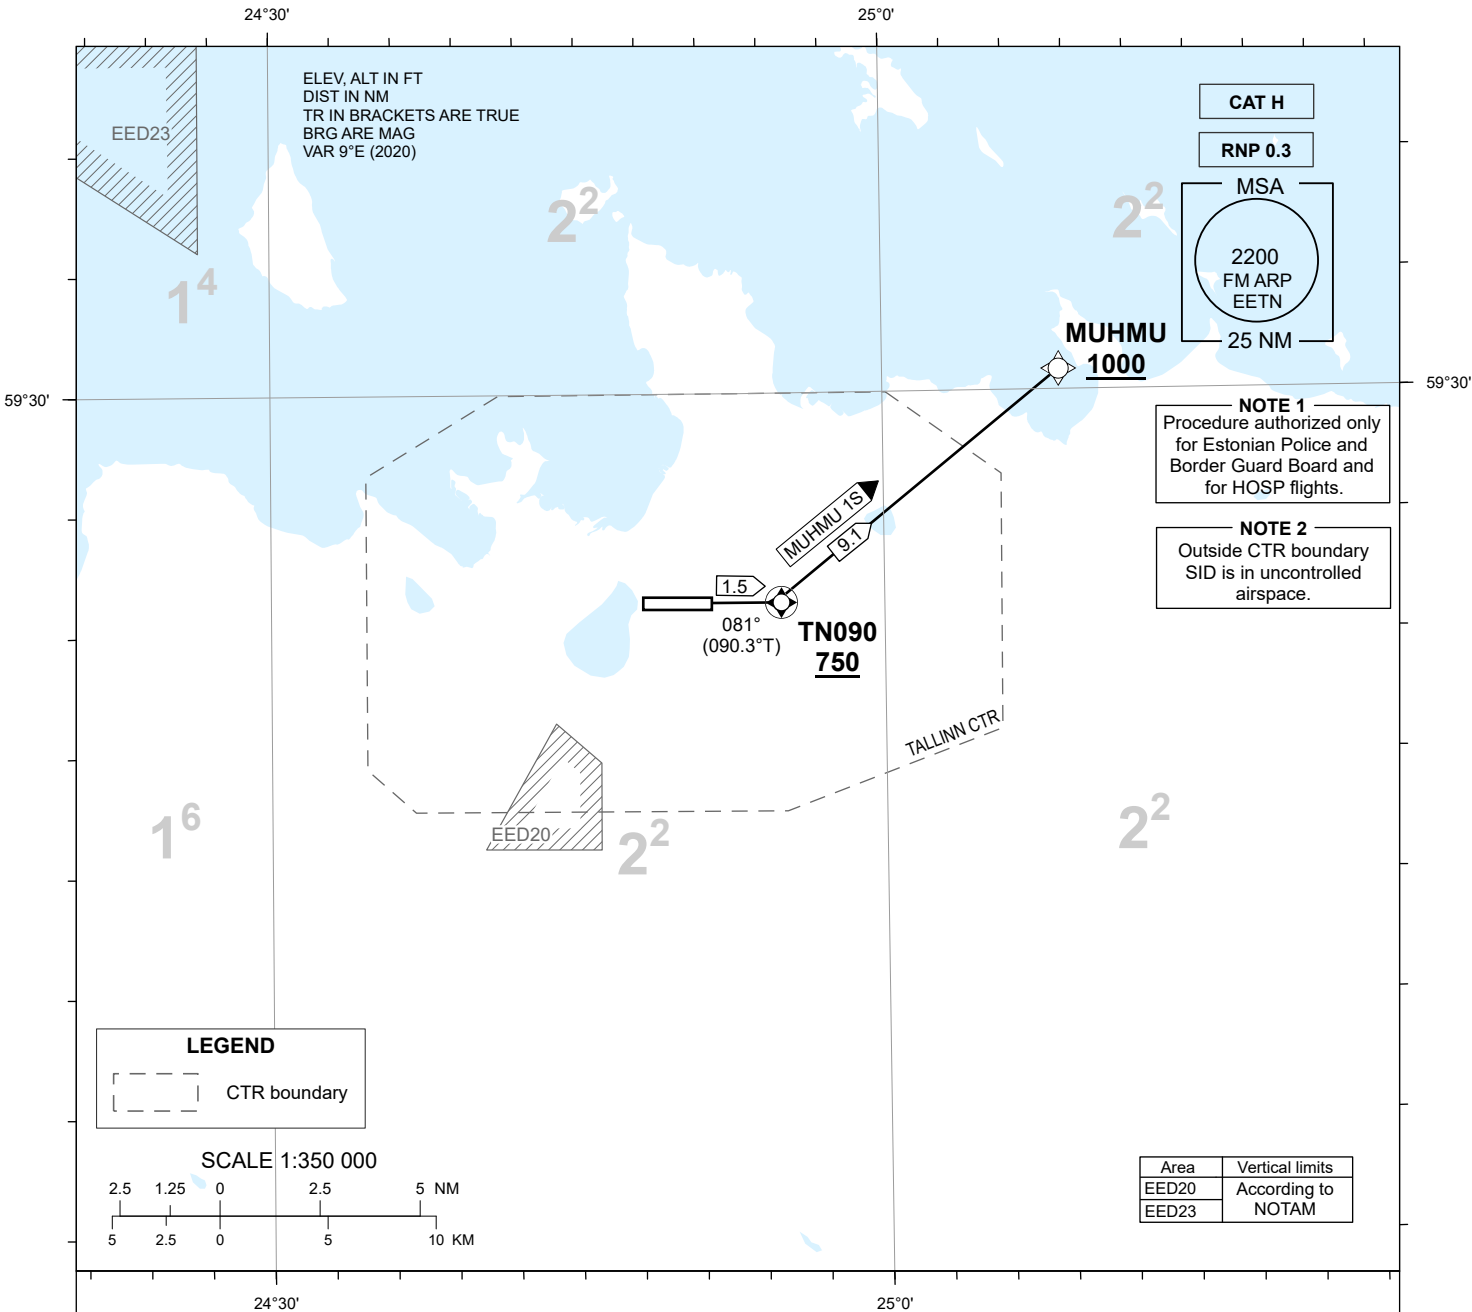 24°30'
25°0'
ELEV, ALT IN FT
DIST IN NM
TR IN BRACKETS ARE TRUE
BRG ARE MAG
VAR 9°E (2020)
EED23
CAT H
RNP 0.3
MSA
2200
FM ARP
EETN
25 NM
2²
2²
1⁴
MUHMU
1000
59°30'
59°30'
NOTE 1
Procedure authorized only
for Estonian Police and
Border Guard Board and
for HOSP flights.
NOTE 2
Outside CTR boundary
SID is in uncontrolled
airspace.
MUHMU 1S
9.1
1.5
081°
(090.3°T)
TN090
750
TALLINN CTR
EED20
1⁶
2²
2²
LEGEND
CTR boundary
SCALE 1:350 000
2.5 1.25 0 2.5 5 NM
5 2.5 0 5 10 KM
Area Vertical limits
EED20 According to
EED23 NOTAM
24°30'
25°0'